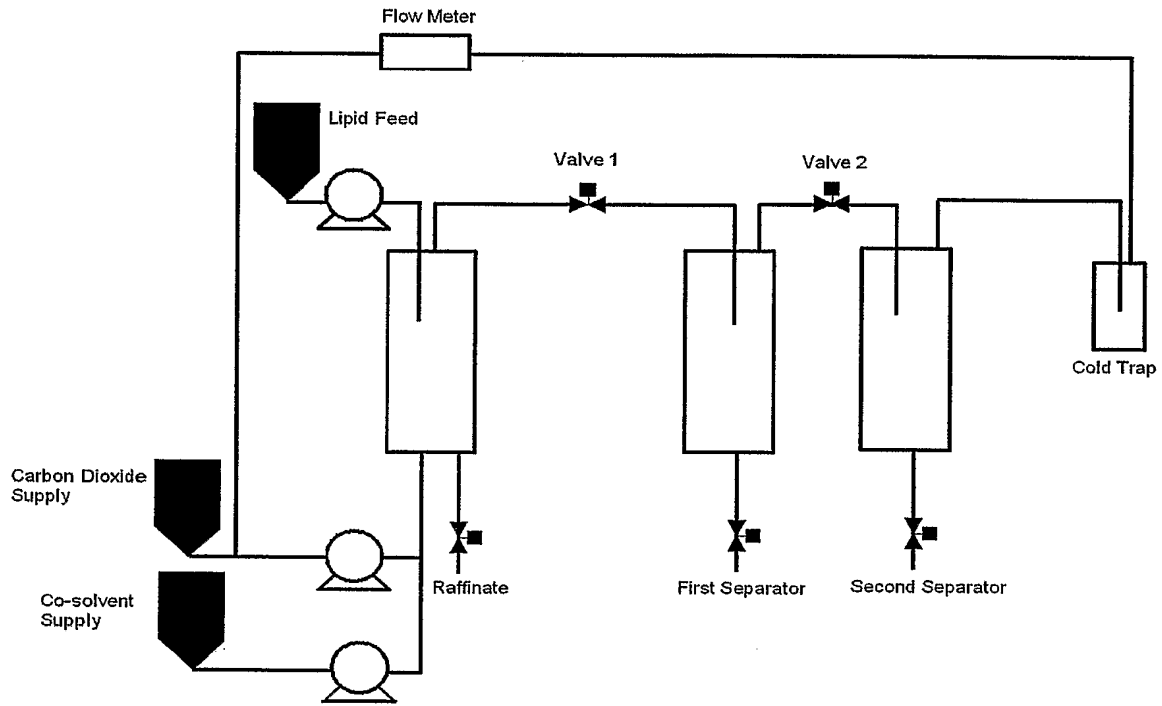 Flow Meter
Lipid Feed
Valve 1
Valve 2
Cold Trap
Carbon Dioxide
Supply
Raffinate
First Separator
Second Separator
Co-solvent
Supply